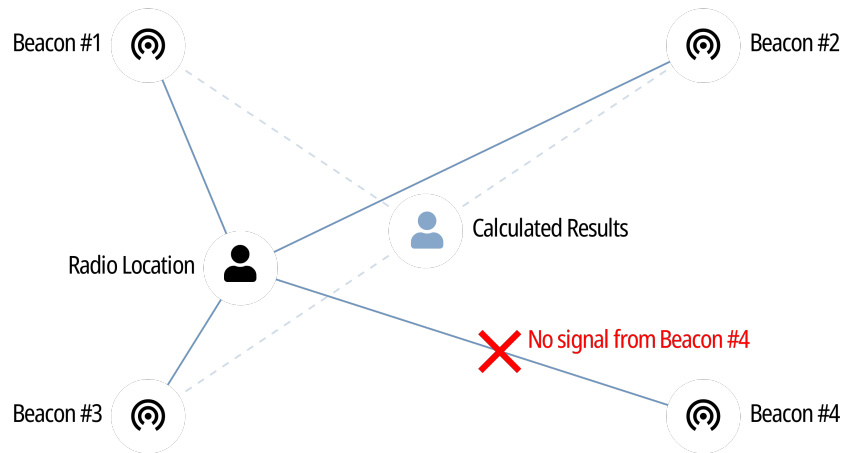 Beacon #1
Beacon #2
Calculated Results
Radio Location
No signal from Beacon #4
Beacon #3
Beacon #4